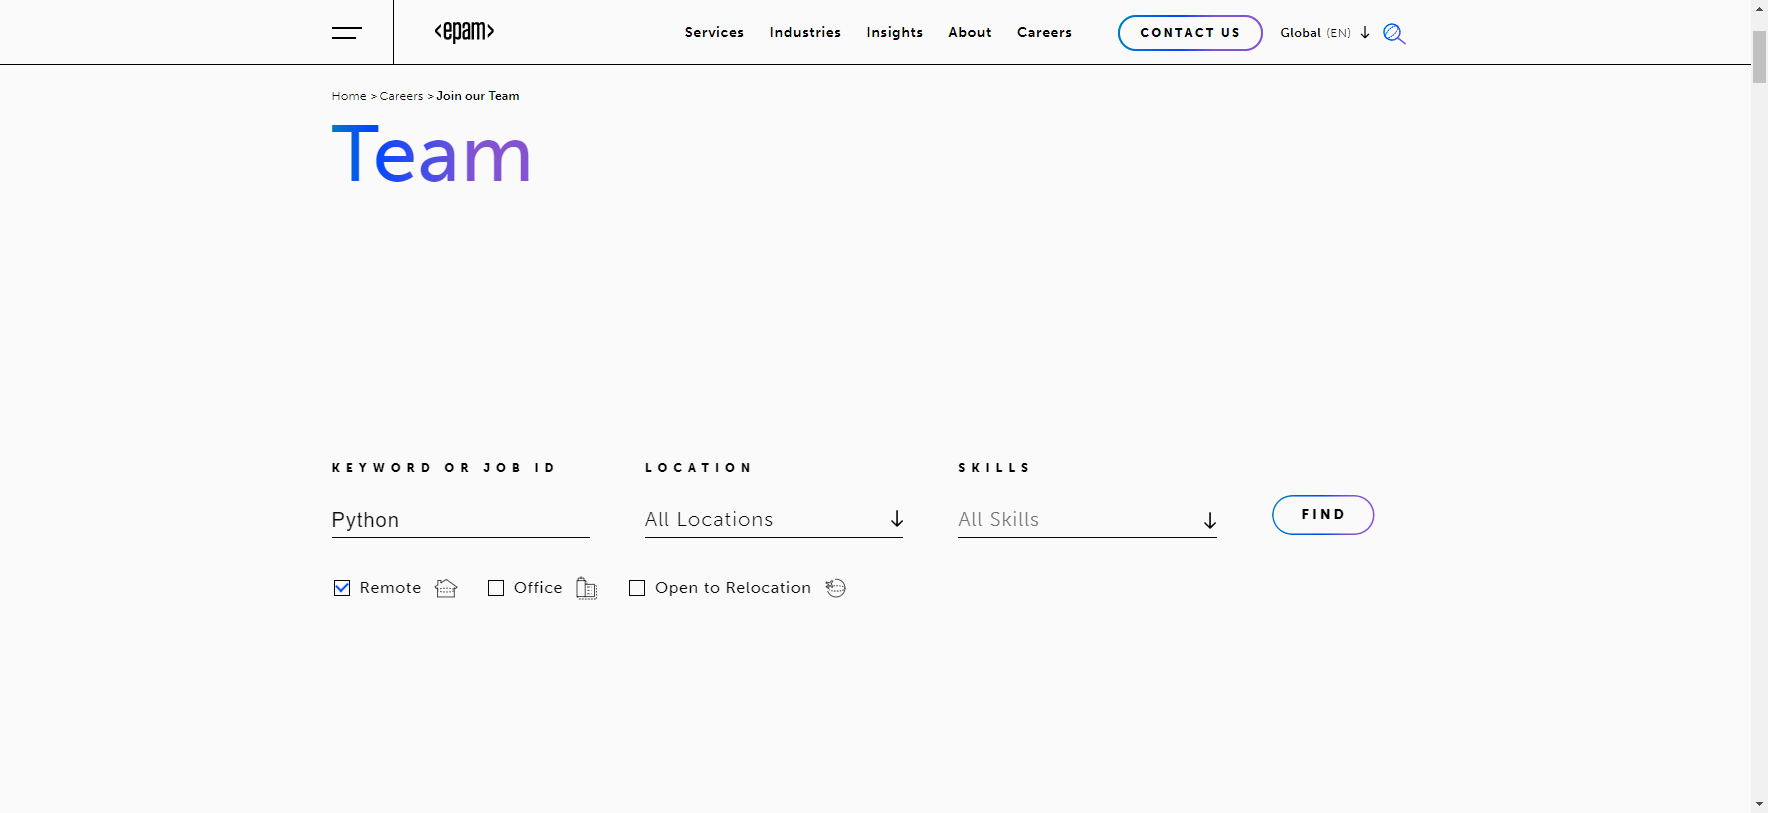 <epam>
Services Industries Insights About Careers CONTACT US Global (EN)
Home > Careers > Join our Team
Team
KEYWORD OR JOB ID LOCATION SKILLS
Python All Locations All Skills FIND
Remote Office Open to Relocation